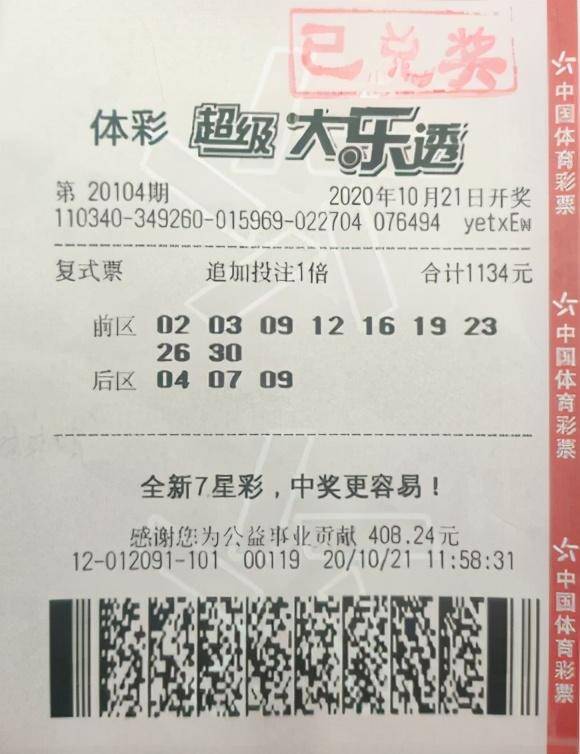 已兑奖
体彩 超级大乐透
第 20104期 2020年10月21日开奖
110340-349260-015969-022704 076494 yetxEW
复式票 追加投注1倍 合计1134元
前区 02 03 09 12 16 19 23
26 30
后区 04 07 09
全新7星彩，中奖更容易！
感谢您为公益事业贡献 408.24元
12-012091-101 00119 20/10/21 11:58:31
中国体育彩票
中国体育彩票
中国体育彩票